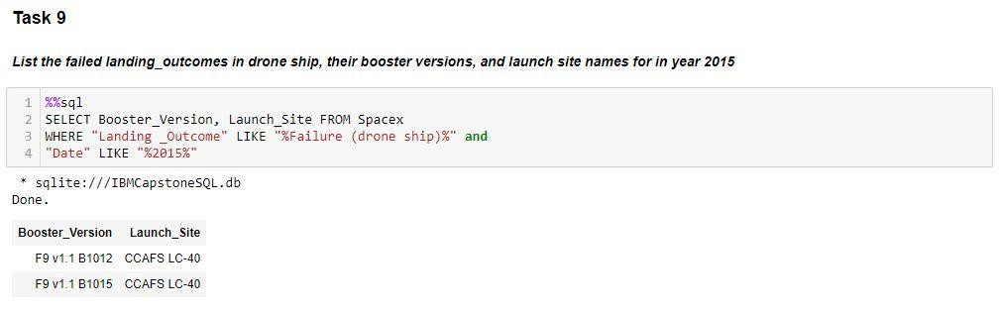 Task 9
List the failed landing_outcomes in drone ship, their booster versions, and launch site names for in year 2015
1 %%sql
2 SELECT Booster_Version, Launch_Site FROM Spacex
3 WHERE "Landing _Outcome" LIKE "%Failure (drone ship)%" and
4 "Date" LIKE "%2015%"
* sqlite:///IBMCapstoneSQL.db
Done.
Booster_Version Launch_Site
F9 v1.1 B1012 CCAFS LC-40
F9 v1.1 B1015 CCAFS LC-40